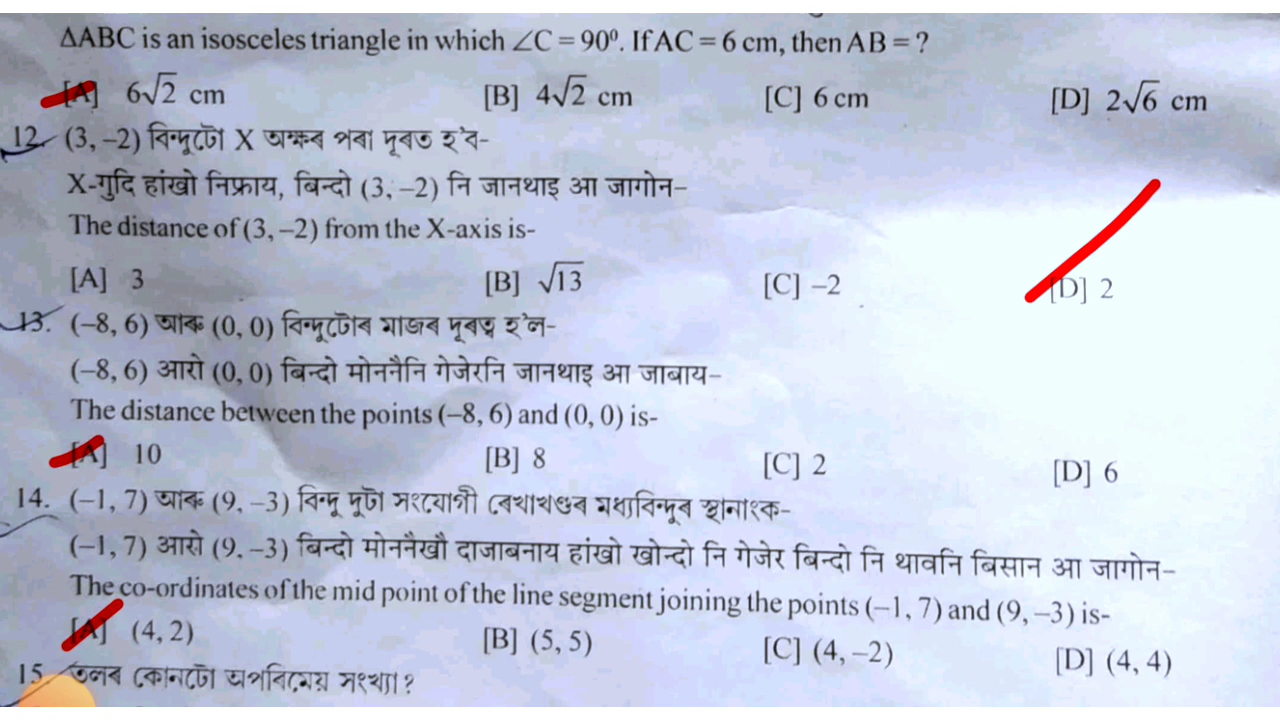 ΔABC is an isosceles triangle in which ∠C = 90⁰. If AC = 6 cm, then AB = ?
[A] 6√2 cm [B] 4√2 cm [C] 6 cm [D] 2√6 cm
12. (3, –2) বিন্দুটো X অক্ষৰ পৰা দূৰত হ'ব-
X-गुदि हांखो निफ्राय, बिन्दो (3, –2) नि जानथाइ आ जागोन–
The distance of (3, –2) from the X-axis is-
[A] 3 [B] √13 [C] –2 [D] 2
13. (–8, 6) আৰু (0, 0) বিন্দুটোৰ মাজৰ দূৰত্ব হ'ল-
(–8, 6) आरो (0, 0) बिन्दो मोननैनि गेजेरनि जानथाइ आ जाबाय–
The distance between the points (–8, 6) and (0, 0) is-
[A] 10 [B] 8 [C] 2 [D] 6
14. (–1, 7) আৰু (9, –3) বিন্দু দুটা সংযোগী ৰেখাখণ্ডৰ মধ্যবিন্দুৰ স্থানাংক-
(–1, 7) आरो (9, –3) बिन्दो मोननैखौ दाजाबनाय हांखो खोन्दो नि गेजेर बिन्दो नि थावनि बिसान आ जागोन–
The co-ordinates of the mid point of the line segment joining the points (–1, 7) and (9, –3) is-
[A] (4, 2) [B] (5, 5) [C] (4, –2) [D] (4, 4)
15. তলৰ কোনটো অপৰিমেয় সংখ্যা ?